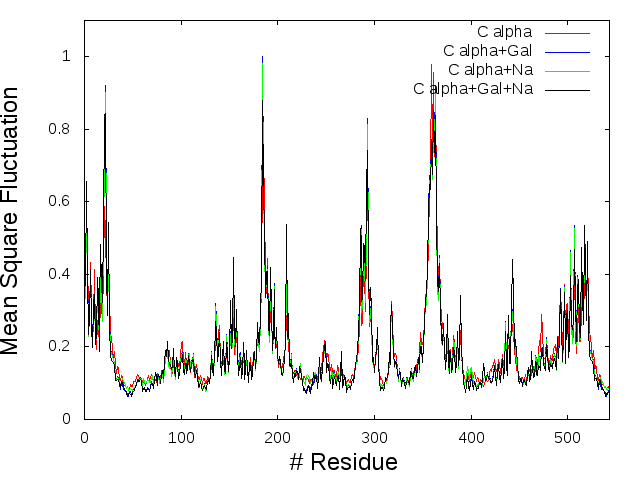 C alpha
C alpha+Gal
C alpha+Na
C alpha+Gal+Na
Mean Square Fluctuation
1
0.8
0.6
0.4
0.2
0
0 100 200 300 400 500
# Residue